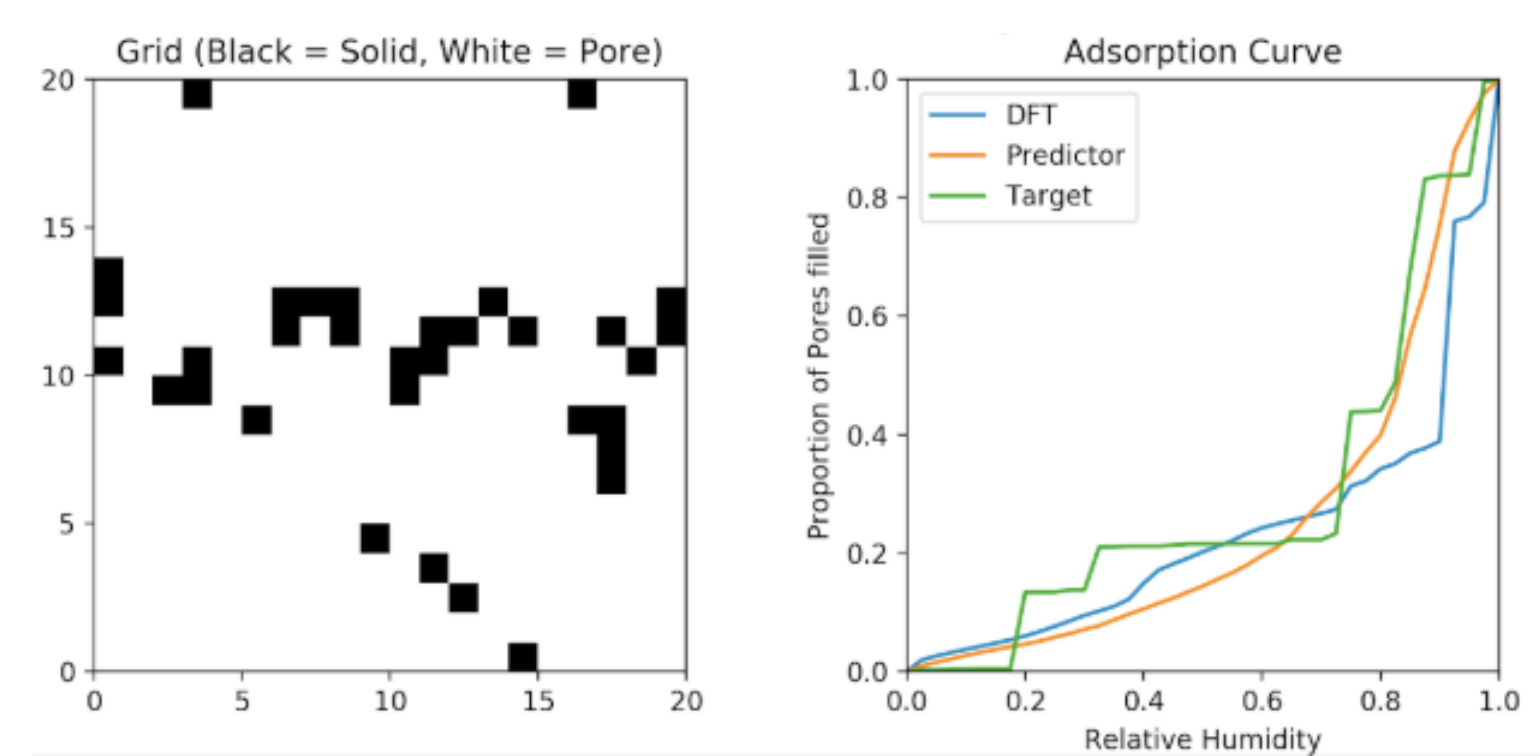 Grid (Black = Solid, White = Pore)
20
15
10
5
0
0 5 10 15 20
Adsorption Curve
1.0
0.8
0.6
0.4
0.2
0.0
Proportion of Pores filled
DFT
Predictor
Target
0.0 0.2 0.4 0.6 0.8 1.0
Relative Humidity